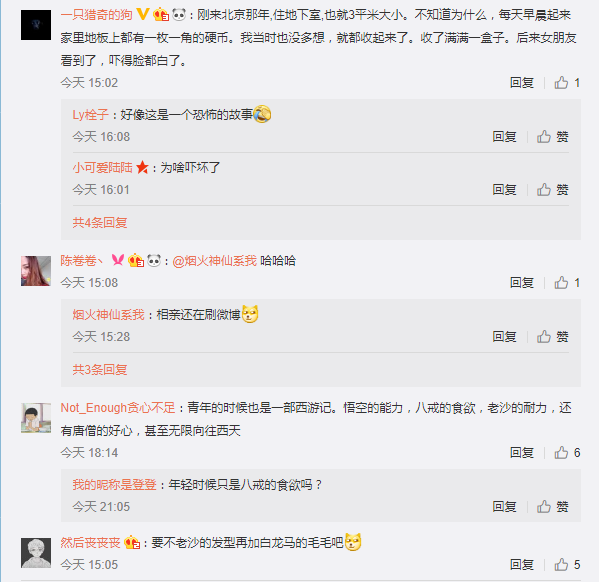 一只猎奇的狗：刚来北京那年,住地下室,也就3平米大小。不知道为什么，每天早晨起来
家里地板上都有一枚一角的硬币。我当时也没多想，就都收起来了。收了满满一盒子。后来女朋友
看到了，吓得脸都白了。
今天 15:02 回复 1
Ly栓子：好像这是一个恐怖的故事
今天 16:08 回复 赞
小可爱陆陆：为啥吓坏了
今天 16:01 回复 赞
共4条回复
陈卷卷丶：@烟火神仙系我 哈哈哈
今天 15:08 回复 1
烟火神仙系我：相亲还在刷微博
今天 15:28 回复 赞
共3条回复
Not_Enough贪心不足：青年的时候也是一部西游记。悟空的能力，八戒的食欲，老沙的耐力，还
有唐僧的好心，甚至无限向往西天
今天 18:14 回复 6
我的昵称是登登：年轻时候只是八戒的食欲吗？
今天 21:05 回复 赞
然后丧丧丧：要不老沙的发型再加白龙马的毛毛吧
今天 15:05 回复 5